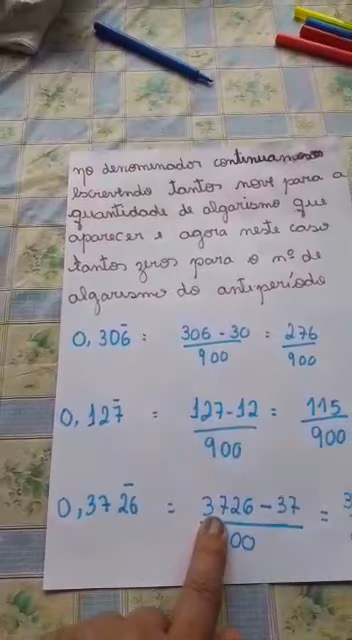 no denominador continuamos
escrevendo tantos nove para a
quantidade de algarismo que
aparecer e agora neste caso
tantos zeros para o nº de
algarismo do anteperíodo
0,306̄ = 306 - 30 / 900 = 276 / 900
0,127̄ = 127-12 / 900 = 115 / 900
0,3726̄ = 3726 - 37 / 00 =